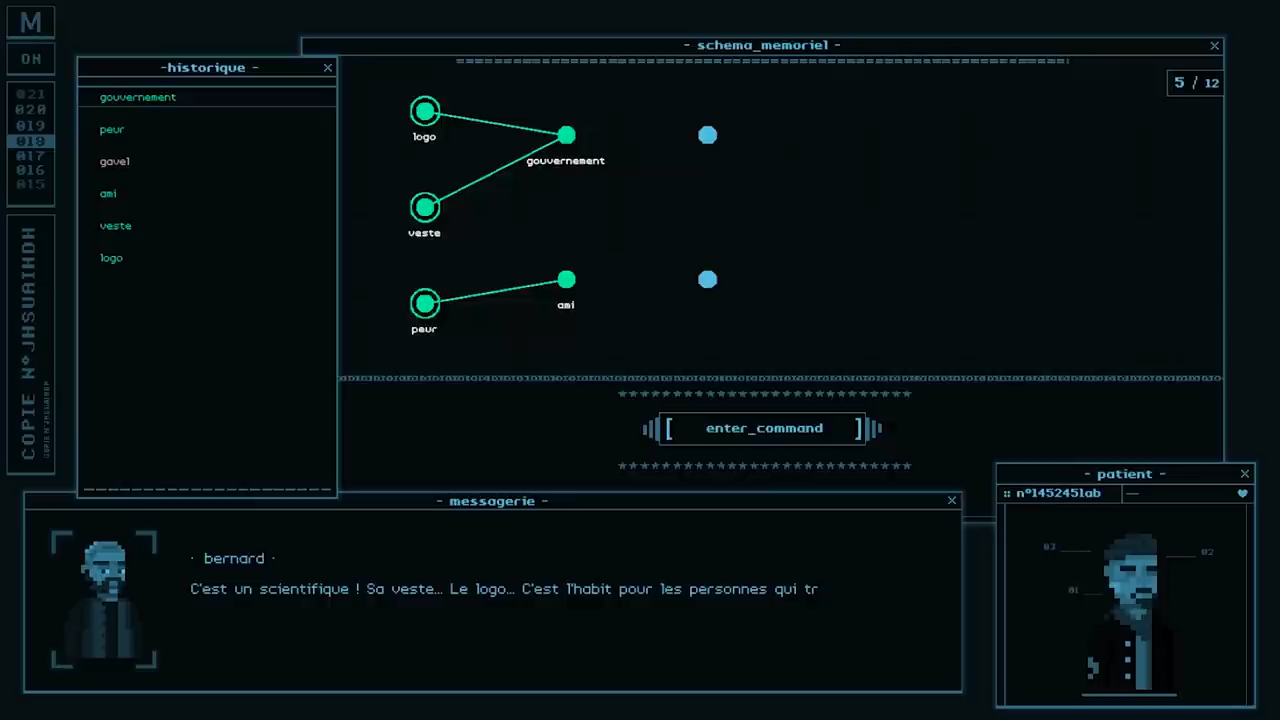 M
ON
021
020
019
018
017
016
015
COPIE N°JHSUAIHDH
- historique -
gouvernement
peur
gavel
ami
veste
logo
- schema_memoriel -
5 / 12
logo
gouvernement
veste
ami
peur
[ enter_command ]
- messagerie -
· bernard ·
C'est un scientifique ! Sa veste... Le logo... C'est l'habit pour les personnes qui tr
- patient -
n°145245lab
03
02
01